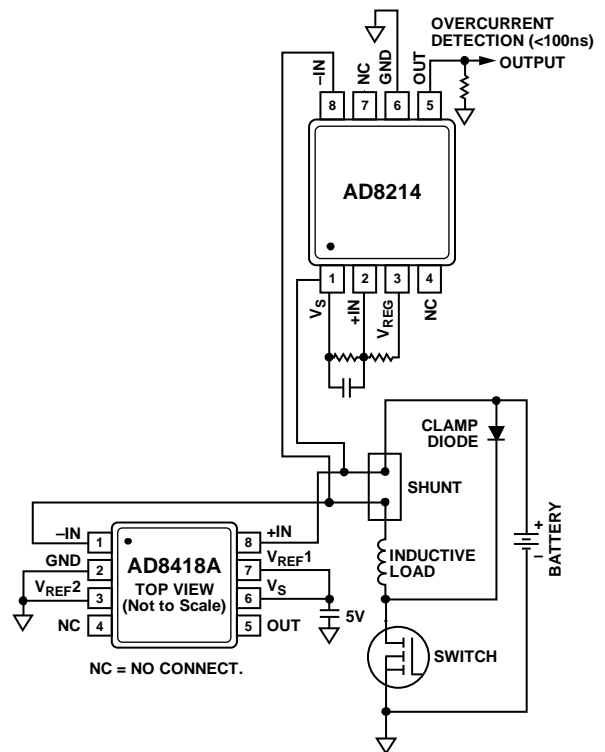 OVERCURRENT
DETECTION (<100ns)
OUTPUT
–IN
NC
GND
OUT
8
7
6
5
AD8214
1
2
3
4
VS
+IN
VREG
NC
CLAMP
DIODE
SHUNT
+
–
BATTERY
INDUCTIVE
LOAD
SWITCH
–IN
1
GND
2
VREF2
3
NC
4
AD8418A
TOP VIEW
(Not to Scale)
8
+IN
7
VREF1
6
VS
5
OUT
5V
NC = NO CONNECT.